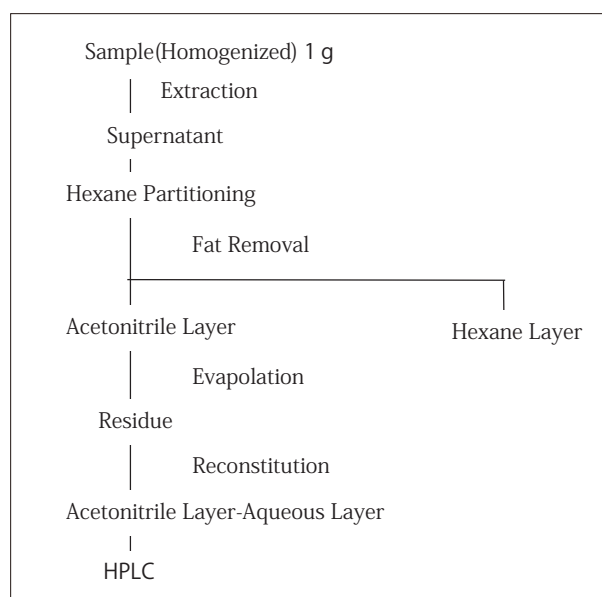 Sample(Homogenized) 1 g
Extraction
Supernatant
Hexane Partitioning
Fat Removal
Acetonitrile Layer
Hexane Layer
Evapolation
Residue
Reconstitution
Acetonitrile Layer-Aqueous Layer
HPLC